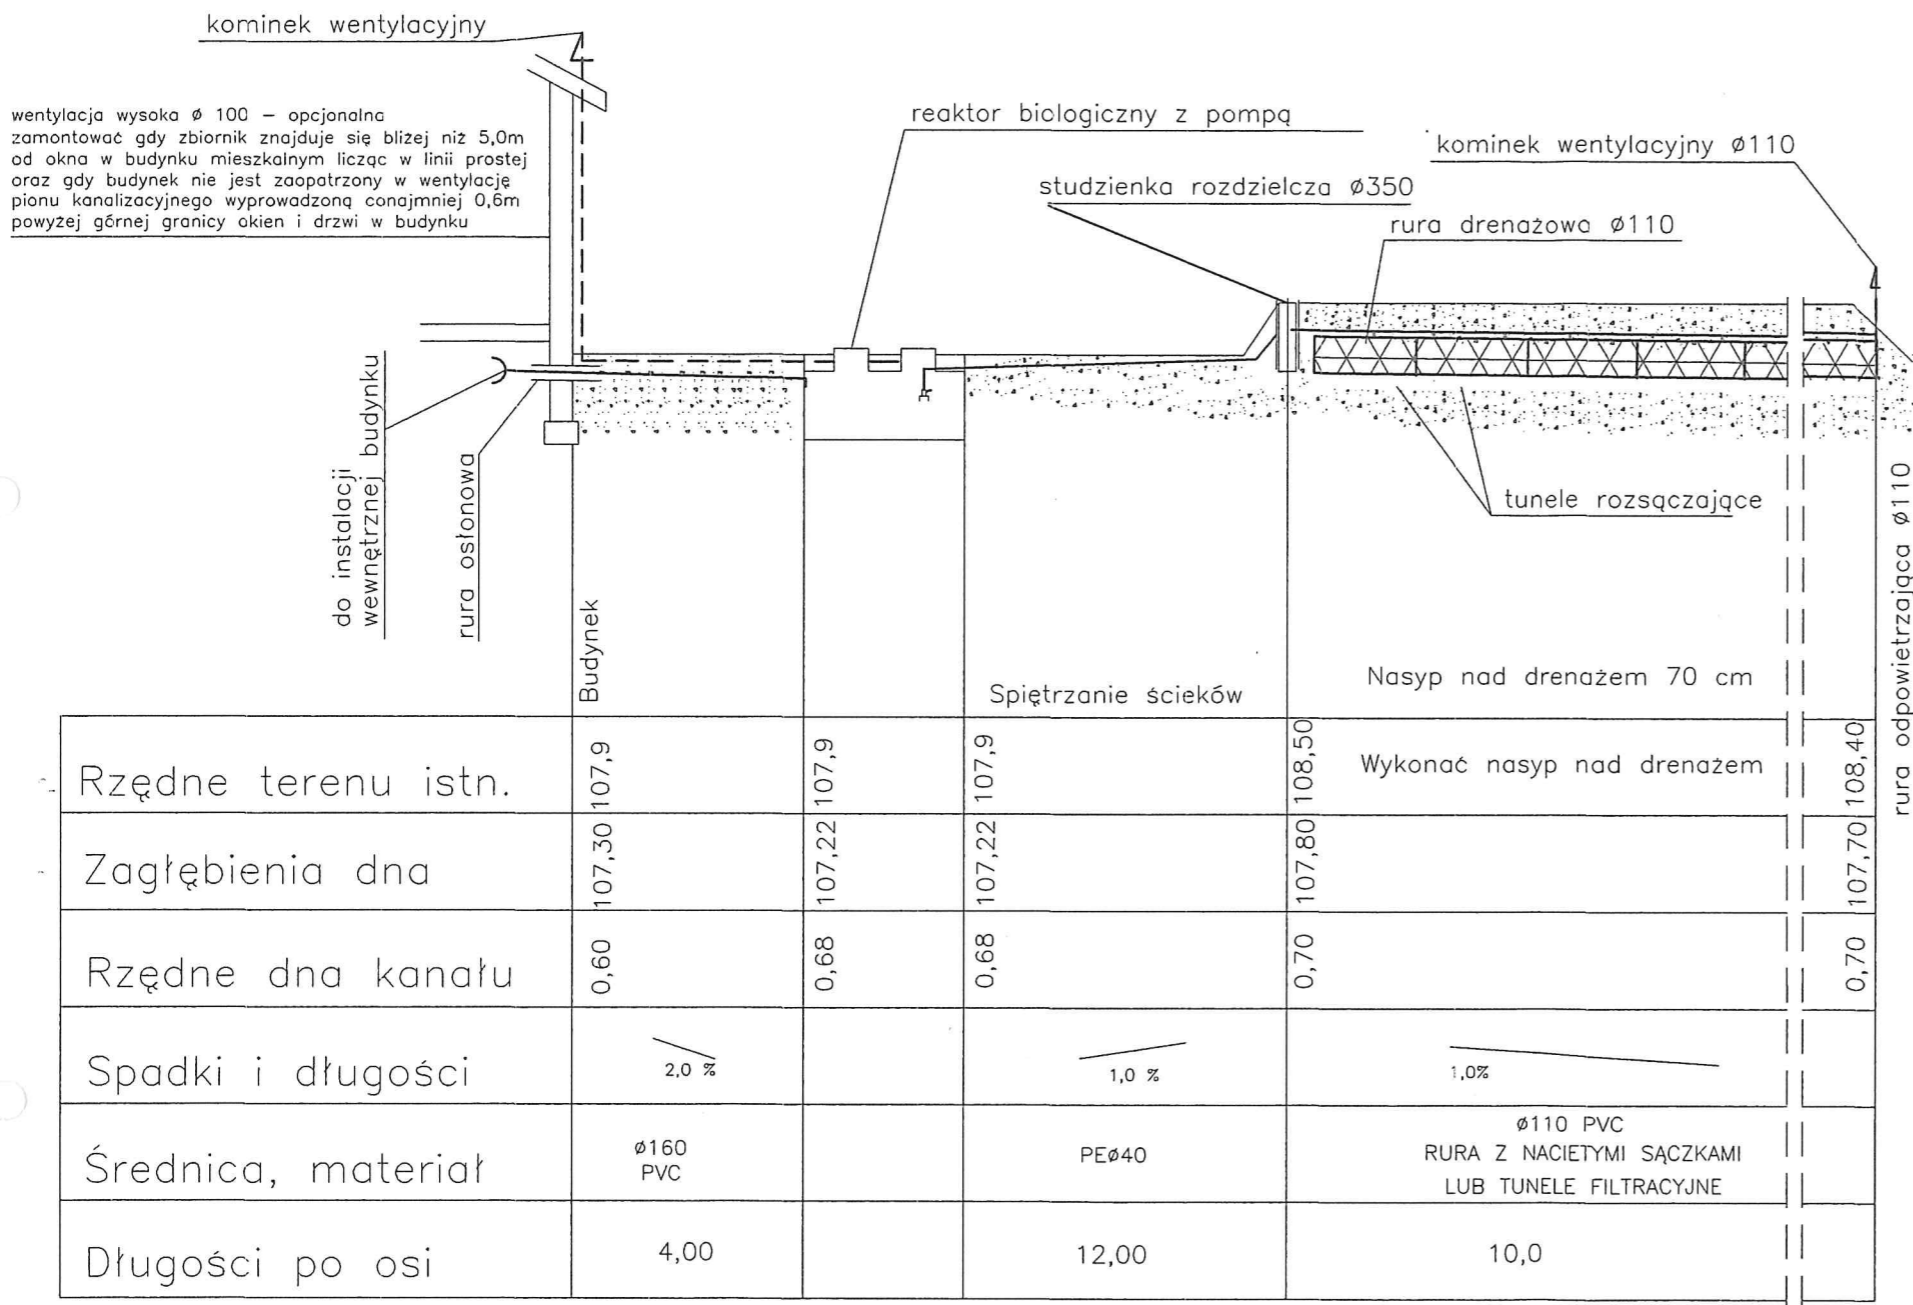 kominek wentylacyjny
wentylacja wysoka ø 100 – opcjonalna
zamontować gdy zbiornik znajduje się bliżej niż 5,0m
od okna w budynku mieszkalnym licząc w linii prostej
oraz gdy budynek nie jest zaopatrzony w wentylację
pionu kanalizacyjnego wyprowadzoną conajmniej 0,6m
powyżej górnej granicy okien i drzwi w budynku
reaktor biologiczny z pompą
kominek wentylacyjny ø110
studzienka rozdzielcza ø350
rura drenażowa ø110
do instalacji
wewnętrznej budynku
rura osłonowa
tunele rozsączające
rura odpowietrzająca ø110
Budynek
Spiętrzanie ścieków
Nasyp nad drenażem 70 cm
Rzędne terenu istn.
107,9
107,9
107,9
108,50
Wykonać nasyp nad drenażem
108,40
Zagłębienia dna
107,30
107,22
107,22
107,80
107,70
Rzędne dna kanału
0,60
0,68
0,68
0,70
0,70
Spadki i długości
2,0 %
1,0 %
1,0%
Średnica, materiał
ø160
PVC
PEø40
ø110 PVC
RURA Z NACIETYMI SĄCZKAMI
LUB TUNELE FILTRACYJNE
Długości po osi
4,00
12,00
10,0